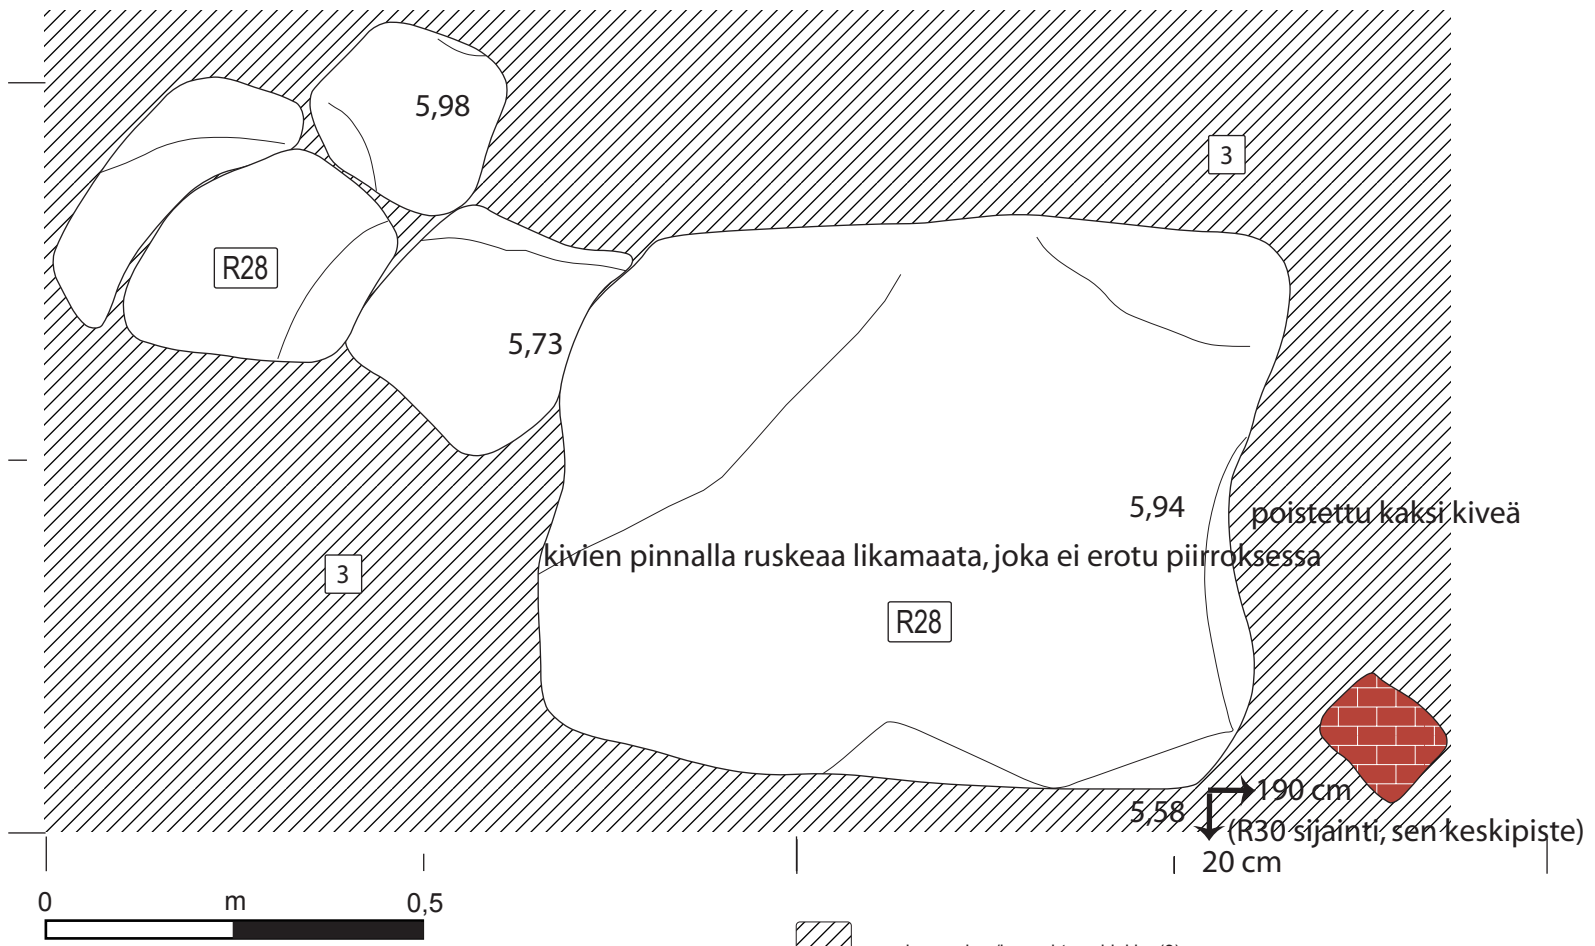 5,98
3
R28
5,73
5,94
poistettu kaksi kiveä
kivien pinnalla ruskeaa likamaata, joka ei erotu piirroksessa
3
R28
190 cm
5,58
(R30 sijainti, sen keskipiste)
20 cm
0 m 0,5